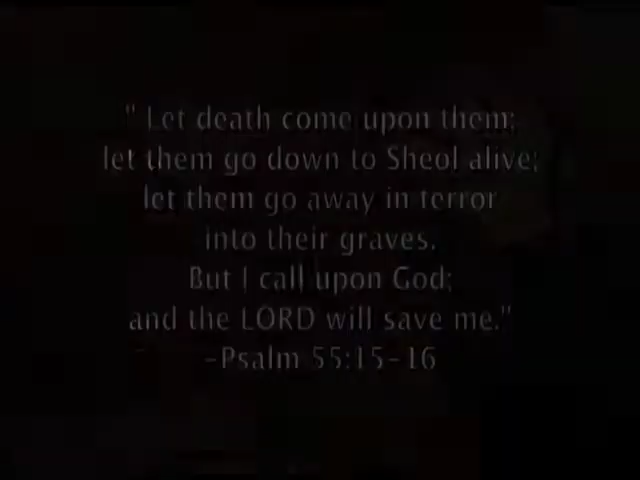 " Let death come upon them;
let them go down to Sheol alive;
let them go away in terror
into their graves.
But I call upon God;
and the LORD will save me."
-Psalm 55:15-16